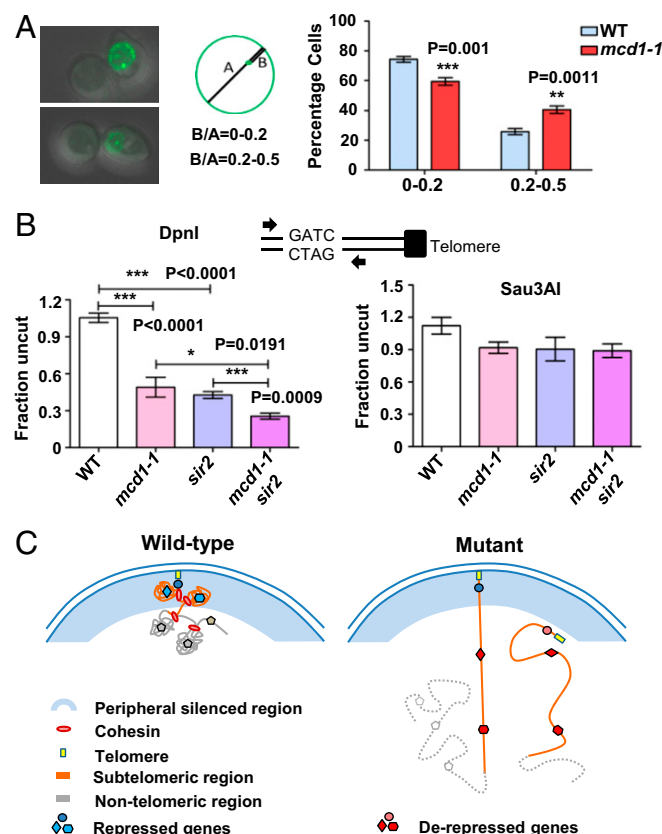 A
A
B
B/A=0-0.2
B/A=0.2-0.5
Percentage Cells
100
80
60
40
20
0
WT
mcd1-1
P=0.001
***
P=0.0011
**
0-0.2
0.2-0.5
B
DpnI
GATC
CTAG
Telomere
Fraction uncut
1.2
0.9
0.6
0.3
0
*** P<0.0001
***
P<0.0001
P=0.0191
*
***
P=0.0009
WT
mcd1-1
sir2
mcd1-1
sir2
Sau3AI
Fraction uncut
1.5
1.2
0.9
1.3
0
WT
mcd1-1
sir2
mcd1-1
sir2
C
Wild-type
Mutant
Peripheral silenced region
Cohesin
Telomere
Subtelomeric region
Non-telomeric region
Repressed genes
De-repressed genes